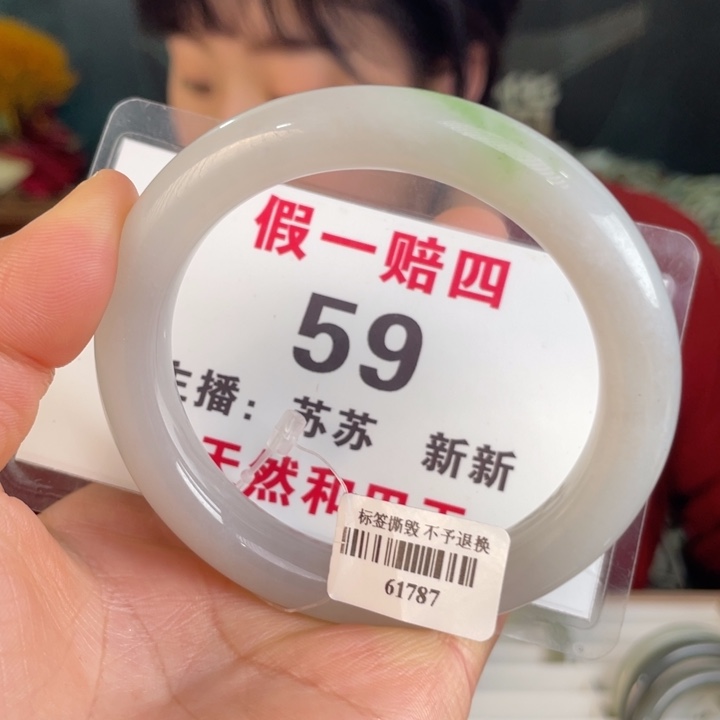 假一赔四
59
主播：苏苏 新新
天然和田玉
标签撕毁 不予退换
61787